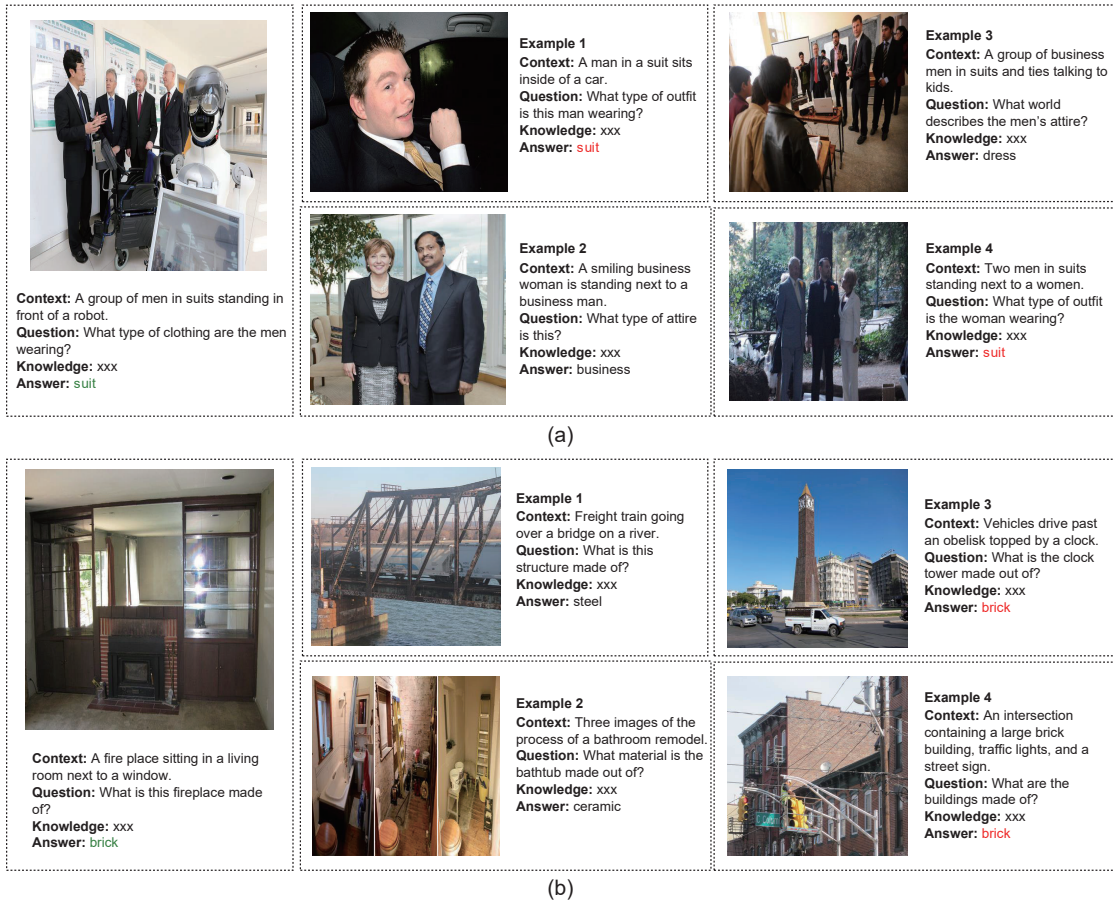 Context: A group of men in suits standing in
front of a robot.
Question: What type of clothing are the men
wearing?
Knowledge: xxx
Answer: suit
Example 1
Context: A man in a suit sits
inside of a car.
Question: What type of outfit
is this man wearing?
Knowledge: xxx
Answer: suit
Example 2
Context: A smiling business
woman is standing next to a
business man.
Question: What type of attire
is this?
Knowledge: xxx
Answer: business
Example 3
Context: A group of business
men in suits and ties talking to
kids.
Question: What world
describes the men's attire?
Knowledge: xxx
Answer: dress
Example 4
Context: Two men in suits
standing next to a women.
Question: What type of outfit
is the woman wearing?
Knowledge: xxx
Answer: suit
(a)
Context: A fire place sitting in a living
room next to a window.
Question: What is this fireplace made
of?
Knowledge: xxx
Answer: brick
Example 1
Context: Freight train going
over a bridge on a river.
Question: What is this
structure made of?
Knowledge: xxx
Answer: steel
Example 2
Context: Three images of the
process of a bathroom remodel.
Question: What material is the
bathtub made out of?
Knowledge: xxx
Answer: ceramic
Example 3
Context: Vehicles drive past
an obelisk topped by a clock.
Question: What is the clock
tower made out of?
Knowledge: xxx
Answer: brick
Example 4
Context: An intersection
containing a large brick
building, traffic lights, and a
street sign.
Question: What are the
buildings made of?
Knowledge: xxx
Answer: brick
(b)